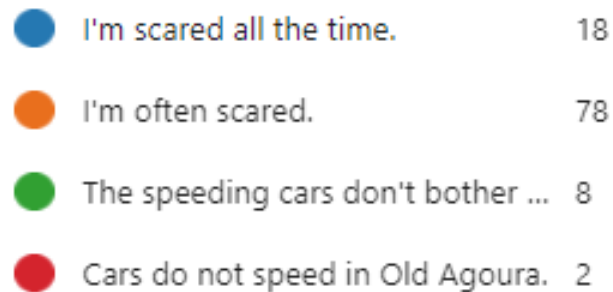 I'm scared all the time. 18
I'm often scared. 78
The speeding cars don't bother ... 8
Cars do not speed in Old Agoura. 2